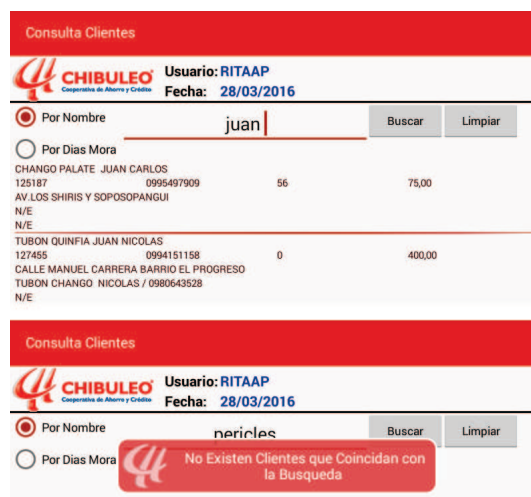 Consulta Clientes
CHIBULEO
Cooperativa de Ahorro y Crédito
Usuario: RITAAP
Fecha: 28/03/2016
Por Nombre
juan
Buscar
Limpiar
Por Dias Mora
CHANGO PALATE JUAN CARLOS
125187 0995497909 56 75,00
AV.LOS SHIRIS Y SOPOSOPANGUI
N/E
N/E
TUBON QUINFIA JUAN NICOLAS
127455 0994151158 0 400,00
CALLE MANUEL CARRERA BARRIO EL PROGRESO
TUBON CHANGO NICOLAS / 0980643528
N/E
Consulta Clientes
CHIBULEO
Cooperativa de Ahorro y Crédito
Usuario: RITAAP
Fecha: 28/03/2016
Por Nombre
pericles
Buscar
Limpiar
Por Dias Mora
No Existen Clientes que Coincidan con
la Busqueda